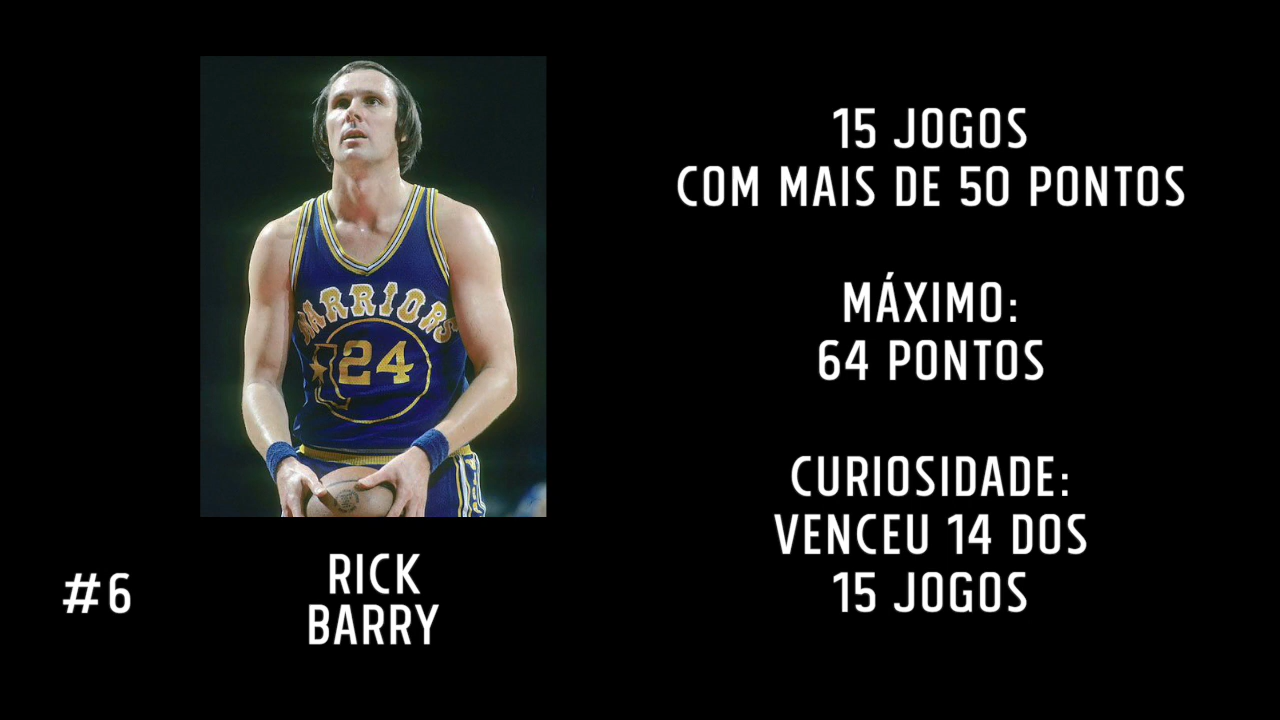 WARRIORS
24
#6
RICK
BARRY
15 JOGOS
COM MAIS DE 50 PONTOS
MÁXIMO:
64 PONTOS
CURIOSIDADE:
VENCEU 14 DOS
15 JOGOS